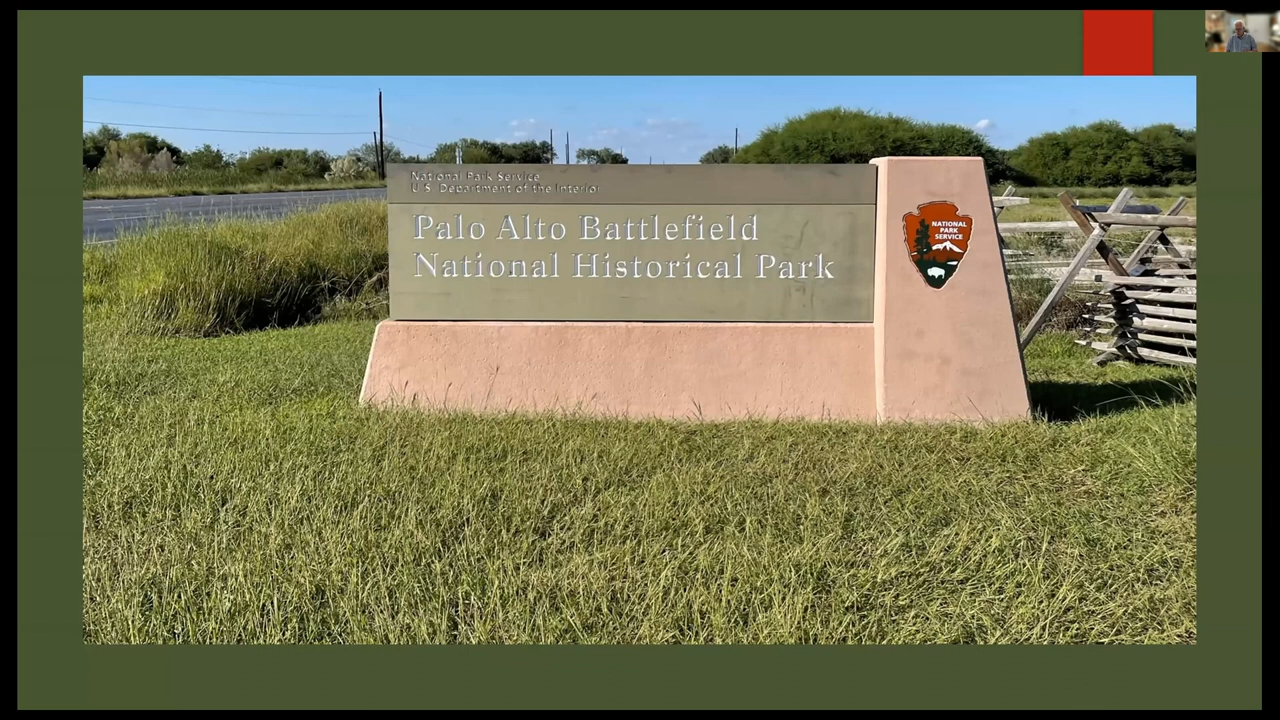 National Park Service
U.S. Department of the Interior
Palo Alto Battlefield
National Historical Park
NATIONAL
PARK
SERVICE